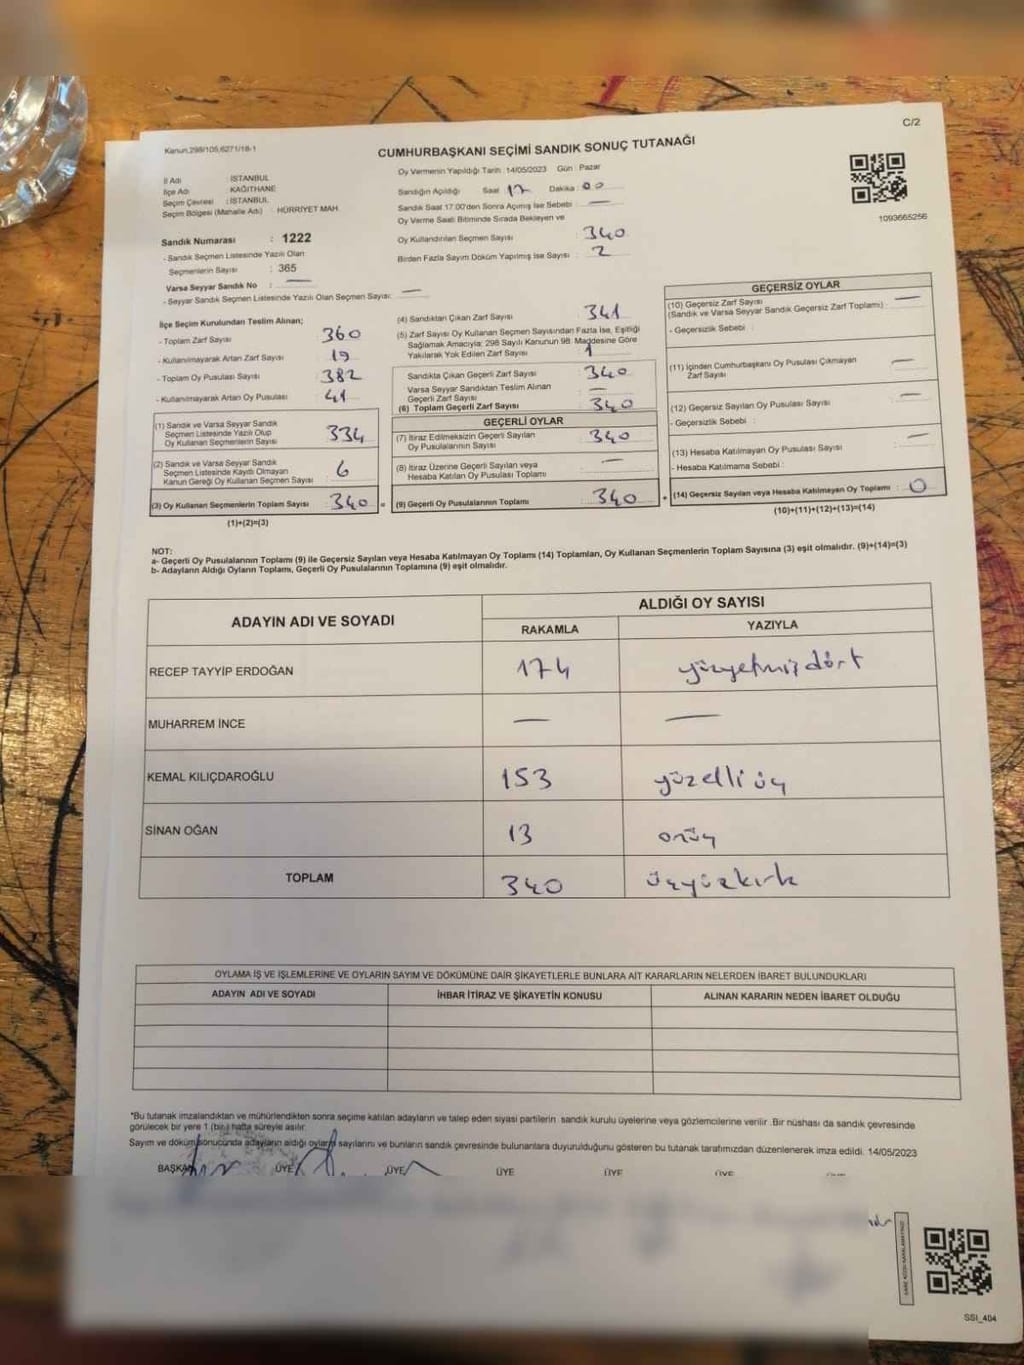 C/2
Kanun,298/105,6271/18-1
CUMHURBAŞKANI SEÇİMİ SANDIK SONUÇ TUTANAĞI
İl Adı : İSTANBUL
İlçe Adı : KAĞITHANE
Seçim Çevresi : İSTANBUL
Seçim Bölgesi (Mahalle Adı) : HÜRRİYET MAH.
Sandık Numarası : 1222
- Sandık Seçmen Listesinde Yazılı Olan
Seçmenlerin Sayısı : 365
Varsa Seyyar Sandık No : —
- Seyyar Sandık Seçmen Listesinde Yazılı Olan Seçmen Sayısı: —
Oy Vermenin Yapıldığı Tarih : 14/05/2023 Gün : Pazar
Sandığın Açıldığı Saat 17 Dakika : 00
Sandık Saat 17:00'den Sonra Açımış İse Sebebi : —
Oy Verme Saati Bitiminde Sırada Bekleyen ve
Oy Kullandırılan Seçmen Sayısı : 340
Birden Fazla Sayım Döküm Yapılmış İse Sayısı : 2
1093665256
İlçe Seçim Kurulundan Teslim Alınan;
- Toplam Zarf Sayısı : 360
- Kullanılmayarak Artan Zarf Sayısı : 19
- Toplam Oy Pusulası Sayısı : 382
- Kullanılmayarak Artan Oy Pusulası : 41
(1) Sandık ve Varsa Seyyar Sandık
Seçmen Listesinde Yazılı Olup
Oy Kullanan Seçmenlerin Sayısı : 334
(2) Sandık ve Varsa Seyyar Sandık
Seçmen Listesinde Kayıtlı Olmayan
Kanun Gereği Oy Kullanan Seçmen Sayısı : 6
(3) Oy Kullanan Seçmenlerin Toplam Sayısı : 340 =
(1)+(2)=(3)
(4) Sandıktan Çıkan Zarf Sayısı : 341
(5) Zarf Sayısı Oy Kullanan Seçmen Sayısından Fazla İse, Eşitliği
Sağlamak Amacıyla; 298 Sayılı Kanunun 98. Maddesine Göre
Yakılarak Yok Edilen Zarf Sayısı : 1
Sandıkta Çıkan Geçerli Zarf Sayısı : 340
Varsa Seyyar Sandıktan Teslim Alınan
Geçerli Zarf Sayısı : —
(6) Toplam Geçerli Zarf Sayısı : 340
GEÇERLİ OYLAR
(7) İtiraz Edilmeksizin Geçerli Sayılan
Oy Pusulalarının Sayısı : 340
(8) İtiraz Üzerine Geçerli Sayılan veya
Hesaba Katılan Oy Pusulası Toplamı : —
(9) Geçerli Oy Pusulalarının Toplamı : 340 +
GEÇERSİZ OYLAR
(10) Geçersiz Zarf Sayısı : —
(Sandık ve Varsa Seyyar Sandık Geçersiz Zarf Toplamı)
- Geçersizlik Sebebi :
(11) İçinden Cumhurbaşkanı Oy Pusulası Çıkmayan
Zarf Sayısı : —
(12) Geçersiz Sayılan Oy Pusulası Sayısı : —
- Geçersizlik Sebebi :
(13) Hesaba Katılmayan Oy Pusulası Sayısı : —
- Hesaba Katılmama Sebebi :
(14) Geçersiz Sayılan veya Hesaba Katılmayan Oy Toplamı : 0
(10)+(11)+(12)+(13)=(14)
NOT:
a- Geçerli Oy Pusulalarının Toplamı (9) ile Geçersiz Sayılan veya Hesaba Katılmayan Oy Toplamı (14) Toplamları, Oy Kullanan Seçmenlerin Toplam Sayısına (3) eşit olmalıdır. (9)+(14)=(3)
b- Adayların Aldığı Oyların Toplamı, Geçerli Oy Pusulalarının Toplamına (9) eşit olmalıdır.
ADAYIN ADI VE SOYADI ALDIĞI OY SAYISI
RAKAMLA YAZIYLA
RECEP TAYYİP ERDOĞAN 174 yüzyetmiş dört
MUHARREM İNCE — —
KEMAL KILIÇDAROĞLU 153 yüzelli üç
SİNAN OĞAN 13 onüç
TOPLAM 340 üçyüzkırk
OYLAMA İŞ VE İŞLEMLERİNE VE OYLARIN SAYIM VE DÖKÜMÜNE DAİR ŞİKAYETLERLE BUNLARA AİT KARARLARIN NELERDEN İBARET BULUNDUKLARI
ADAYIN ADI VE SOYADI İHBAR İTİRAZ VE ŞİKAYETİN KONUSU ALINAN KARARIN NEDEN İBARET OLDUĞU
*Bu tutanak imzalandıktan ve mühürlendikten sonra seçime katılan adayların ve talep eden siyasi partilerin sandık kurulu üyelerine veya gözlemcilerine verilir. Bir nüshası da sandık çevresinde
görülecek bir yere 1 (bir) hafta süreyle asılır.
Sayım ve döküm sonucunda adayların aldığı oyların sayılarını ve bunların sandık çevresinde bulunanlara duyurulduğunu gösteren bu tutanak tarafımızdan düzenlenerek imza edildi. 14/05/2023
BAŞKAN ÜYE ÜYE ÜYE ÜYE ÜYE
SSI_404